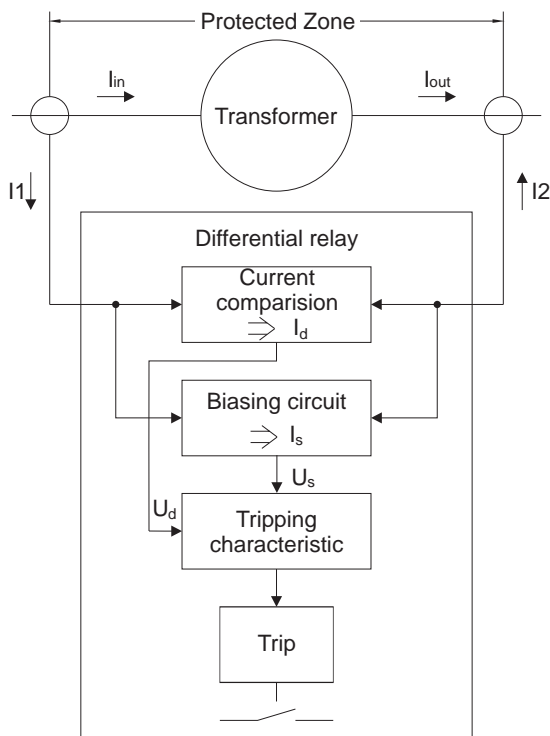 Protected Zone
Iin
Iout
Transformer
I1
I2
Differential relay
Current
comparision
Id
Biasing circuit
Is
Us
Ud
Tripping
characteristic
Trip